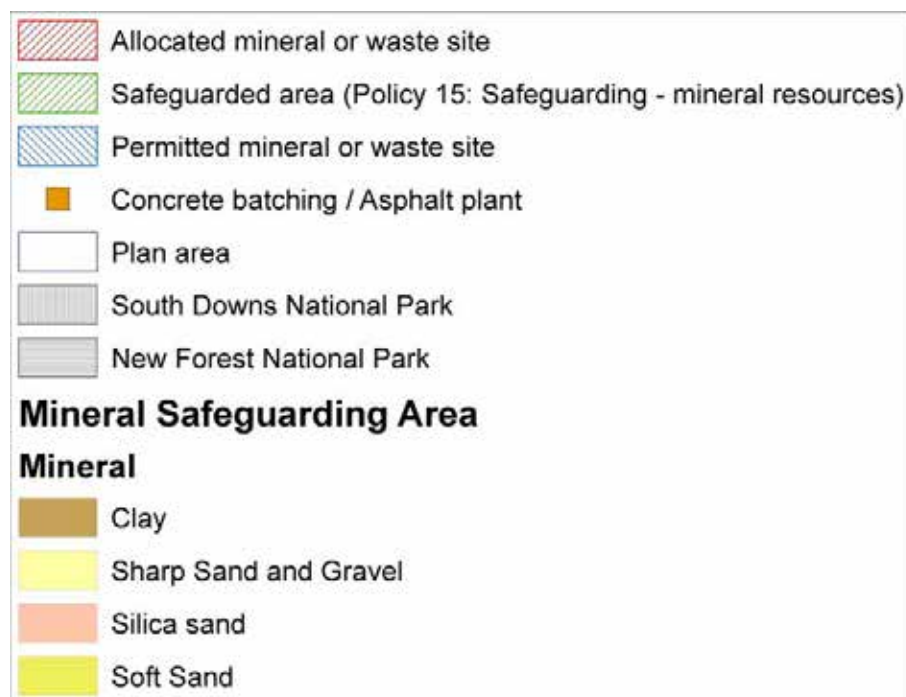 Allocated mineral or waste site
Safeguarded area (Policy 15: Safeguarding - mineral resources)
Permitted mineral or waste site
Concrete batching / Asphalt plant
Plan area
South Downs National Park
New Forest National Park
Mineral Safeguarding Area
Mineral
Clay
Sharp Sand and Gravel
Silica sand
Soft Sand